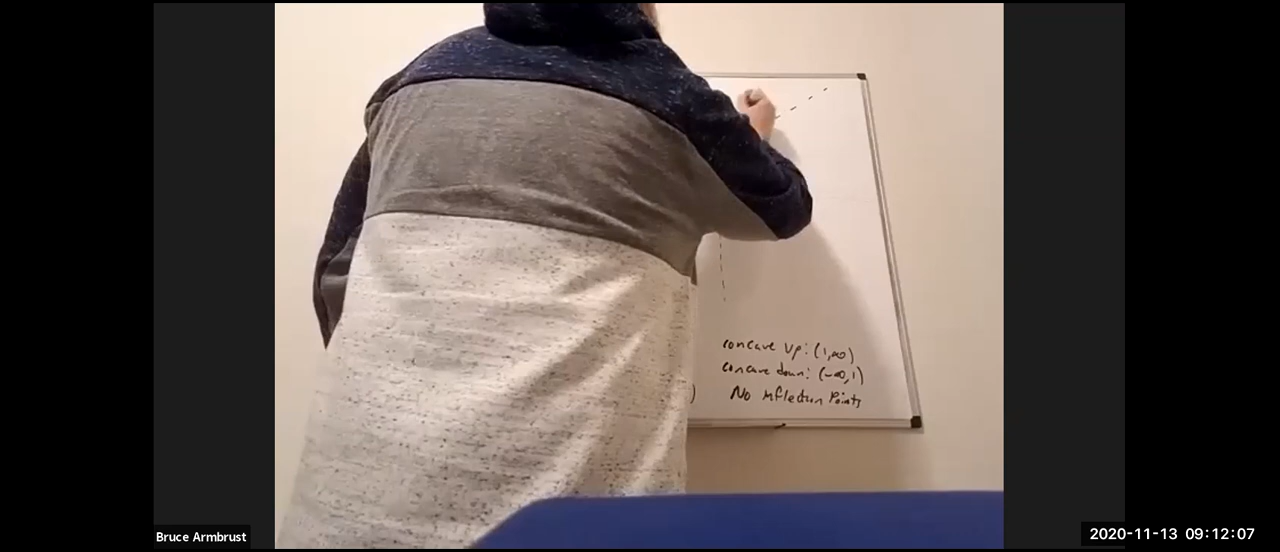 concave up: (1,∞)
concave down: (-∞,1)
)
No inflection points
Bruce Armbrust
2020-11-13 09:12:07